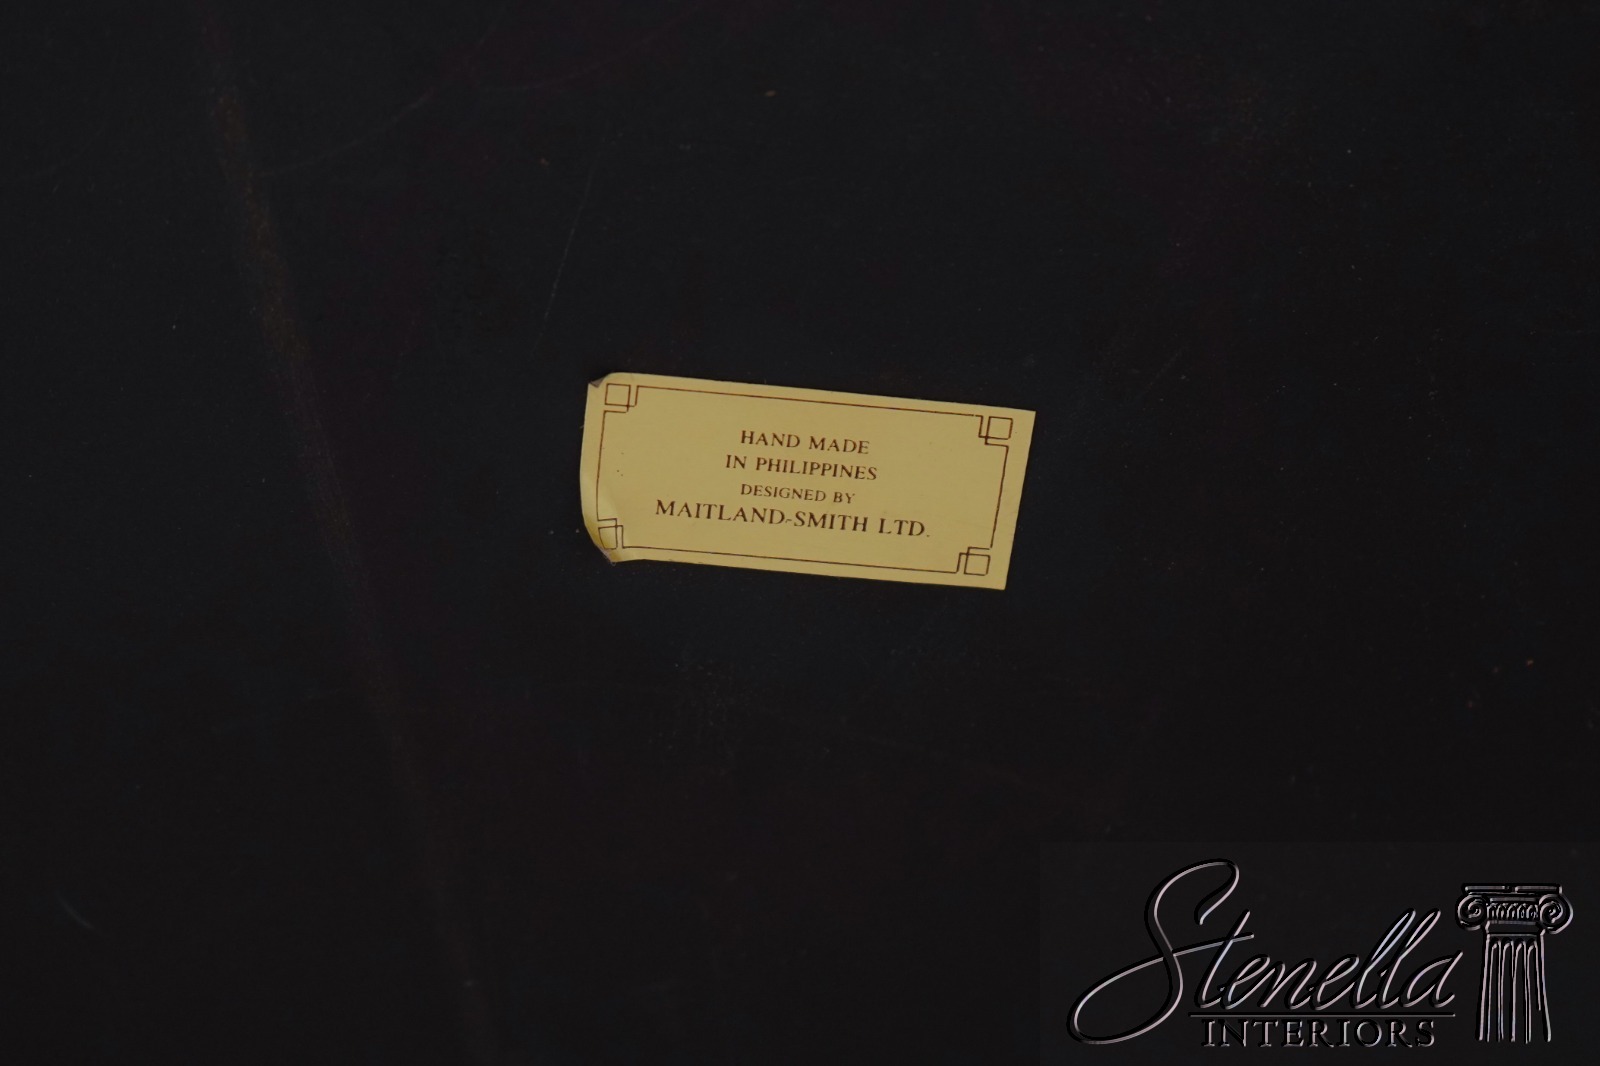 HAND MADE
IN PHILIPPINES
DESIGNED BY
MAITLAND-SMITH LTD.
Stenella
INTERIORS